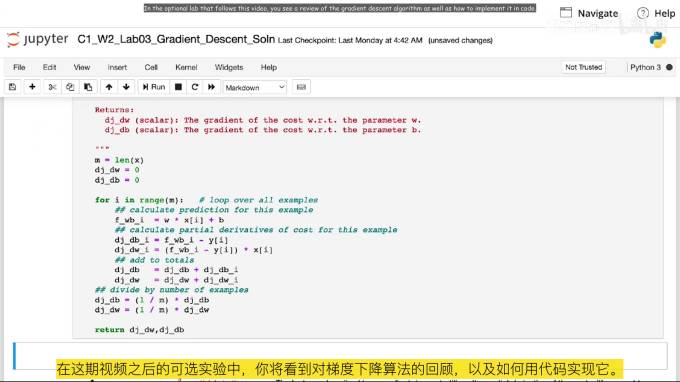 In the optional lab that follows this video, you see a review of the gradient descent algorithm as well as how to implement it in code.
Navigate Help
jupyter C1_W2_Lab03_Gradient_Descent_Soln Last Checkpoint: Last Monday at 4:42 AM (unsaved changes)
File Edit View Insert Cell Kernel Widgets Help Not Trusted Python 3
Run Markdown
Returns:
dj_dw (scalar): The gradient of the cost w.r.t. the parameter w.
dj_db (scalar): The gradient of the cost w.r.t. the parameter b.
"""
m = len(x)
dj_dw = 0
dj_db = 0
for i in range(m): # loop over all examples
## calculate prediction for this example
f_wb_i = w * x[i] + b
## calculate partial derivatives of cost for this example
dj_db_i = f_wb_i - y[i]
dj_dw_i = (f_wb_i - y[i]) * x[i]
## add to totals
dj_db = dj_db + dj_db_i
dj_dw = dj_dw + dj_dw_i
## divide by number of examples
dj_db = (1 / m) * dj_db
dj_dw = (1 / m) * dj_dw
return dj_dw,dj_db
在这期视频之后的可选实验中，你将看到对梯度下降算法的回顾，以及如何用代码实现它。